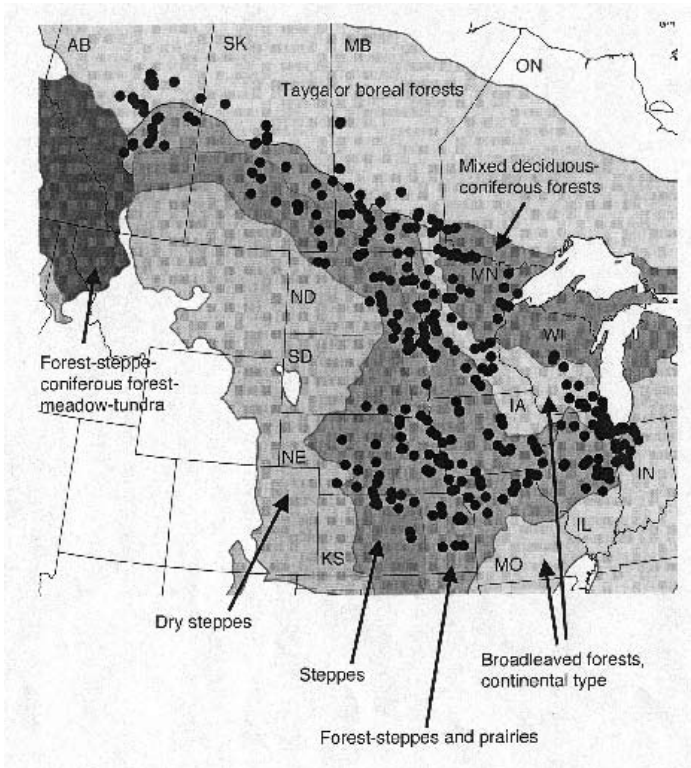 AB
SK
MB
ON
Tayga or boreal forests
Mixed deciduous-
coniferous forests
MN
ND
WI
SD
Forest-steppe-
coniferous forest-
meadow-tundra
IA
NE
IN
IL
KS
MO
Dry steppes
Steppes
Broadleaved forests,
continental type
Forest-steppes and prairies